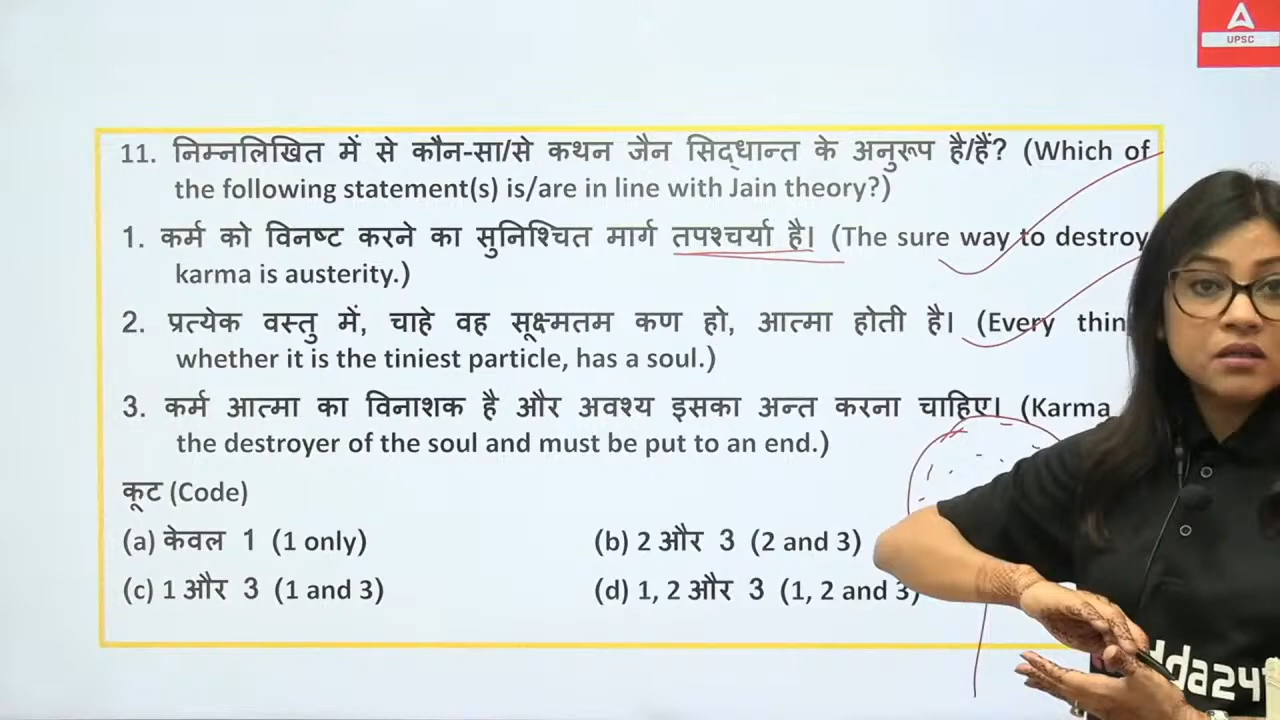 UPSC
11. निम्नलिखित में से कौन-सा/से कथन जैन सिद्धान्त के अनुरूप है/हैं? (Which of
the following statement(s) is/are in line with Jain theory?)
1. कर्म को विनष्ट करने का सुनिश्चित मार्ग तपश्चर्या है। (The sure way to destroy
karma is austerity.)
2. प्रत्येक वस्तु में, चाहे वह सूक्ष्मतम कण हो, आत्मा होती है। (Every thin
whether it is the tiniest particle, has a soul.)
3. कर्म आत्मा का विनाशक है और अवश्य इसका अन्त करना चाहिए। (Karma
the destroyer of the soul and must be put to an end.)
कूट (Code)
(a) केवल 1 (1 only) (b) 2 और 3 (2 and 3)
(c) 1 और 3 (1 and 3) (d) 1, 2 और 3 (1, 2 and 3)
dda247